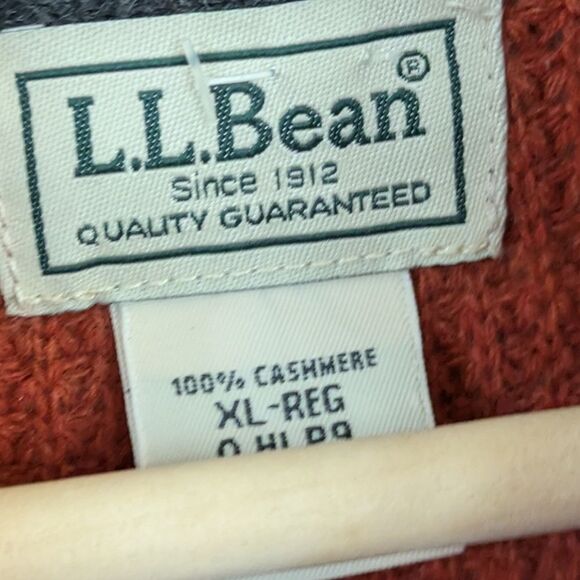 L.L.Bean®
Since 1912
QUALITY GUARANTEED
100% CASHMERE
XL-REG